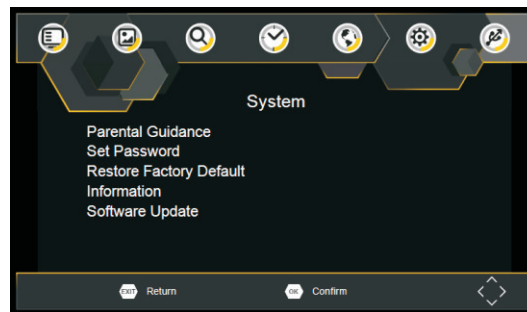 System
Parental Guidance
Set Password
Restore Factory Default
Information
Software Update
EXIT Return OK Confirm